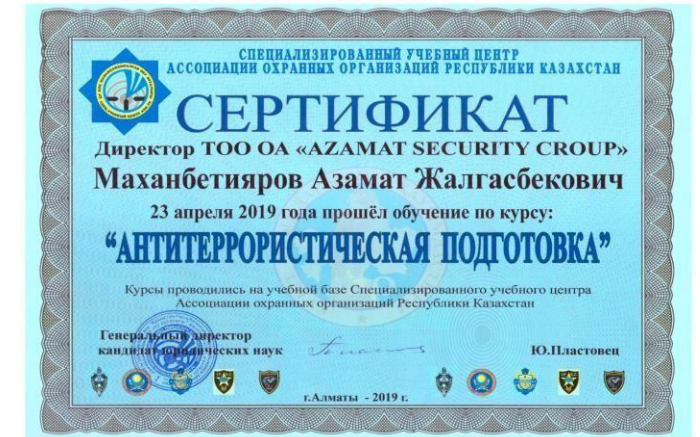 СПЕЦИАЛИЗИРОВАННЫЙ УЧЕБНЫЙ ЦЕНТР
АССОЦИАЦИИ ОХРАННЫХ ОРГАНИЗАЦИЙ РЕСПУБЛИКИ КАЗАХСТАН
СЕРТИФИКАТ
Директор ТОО ОА «AZAMAT SECURITY CROUP»
Маханбетияров Азамат Жалгасбекович
23 апреля 2019 года прошёл обучение по курсу:
“АНТИТЕРРОРИСТИЧЕСКАЯ ПОДГОТОВКА”
Курсы проводились на учебной базе Специализированного учебного центра
Ассоциации охранных организаций Республики Казахстан
Генеральный директор
кандидат юридических наук
Ю.Пластовец
г.Алматы - 2019 г.